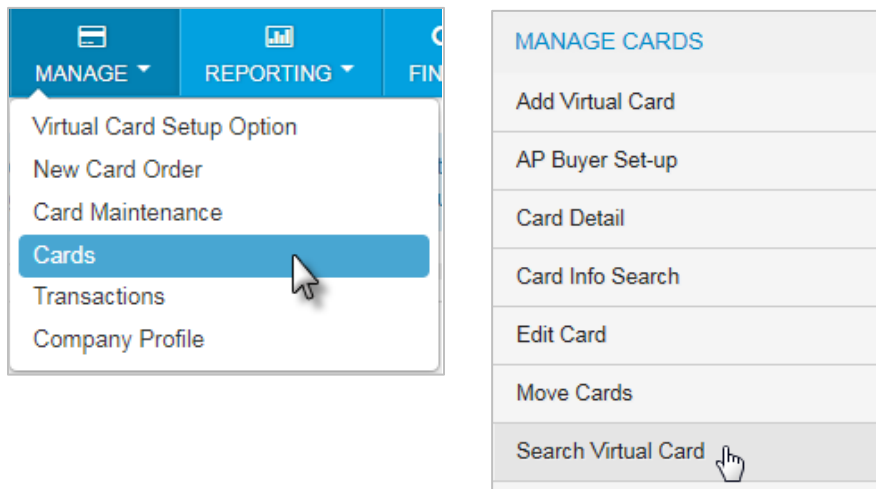 MANAGE REPORTING FIN
Virtual Card Setup Option
New Card Order
Card Maintenance
Cards
Transactions
Company Profile
MANAGE CARDS
Add Virtual Card
AP Buyer Set-up
Card Detail
Card Info Search
Edit Card
Move Cards
Search Virtual Card